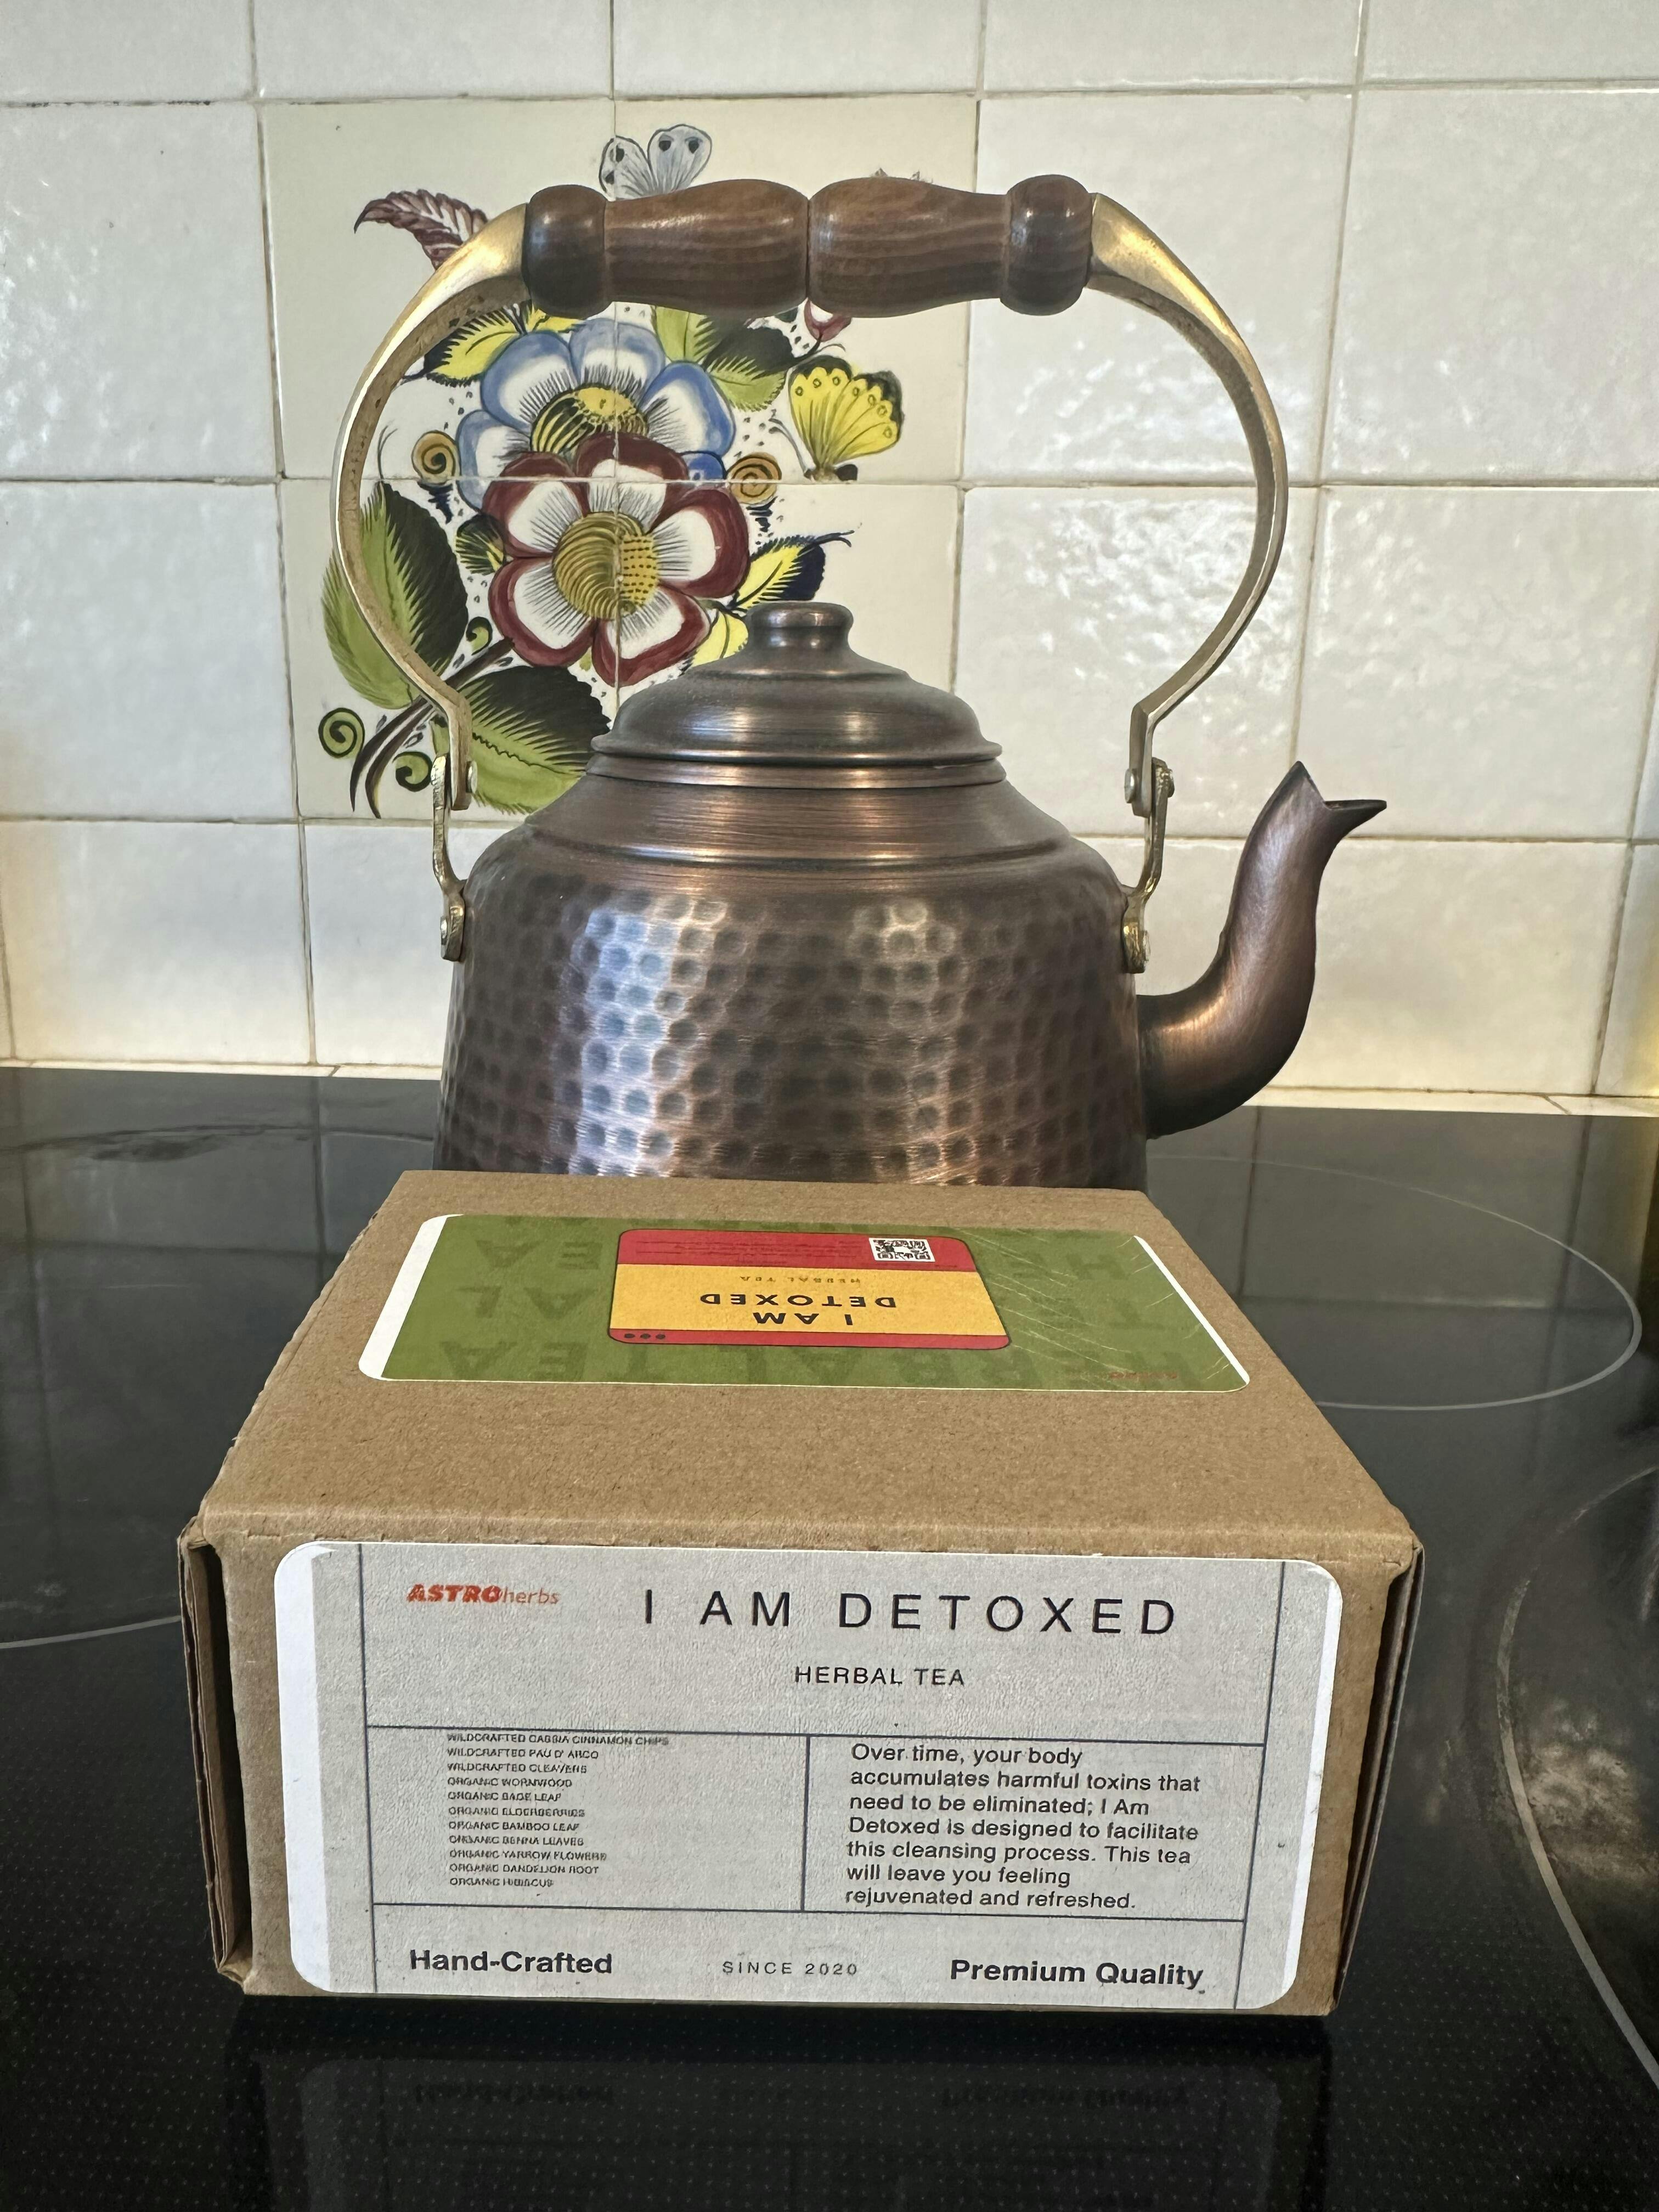 I AM
DETOXED
HERBAL TEA
HERBAL TEA
ASTROherbs
I AM DETOXED
HERBAL TEA
WILDCRAFTED CASSIA CINNAMON CHIPS
WILDCRAFTED PAU D' ARCO
WILDCRAFTED CLEAVERS
ORGANIC WORMWOOD
ORGANIC SAGE LEAF
ORGANIC ELDERBERRIES
ORGANIC BAMBOO LEAF
ORGANIC SENNA LEAVES
ORGANIC YARROW FLOWERS
ORGANIC DANDELION ROOT
ORGANIC HIBISCUS
Over time, your body
accumulates harmful toxins that
need to be eliminated; I Am
Detoxed is designed to facilitate
this cleansing process. This tea
will leave you feeling
rejuvenated and refreshed.
Hand-Crafted
SINCE 2020
Premium Quality